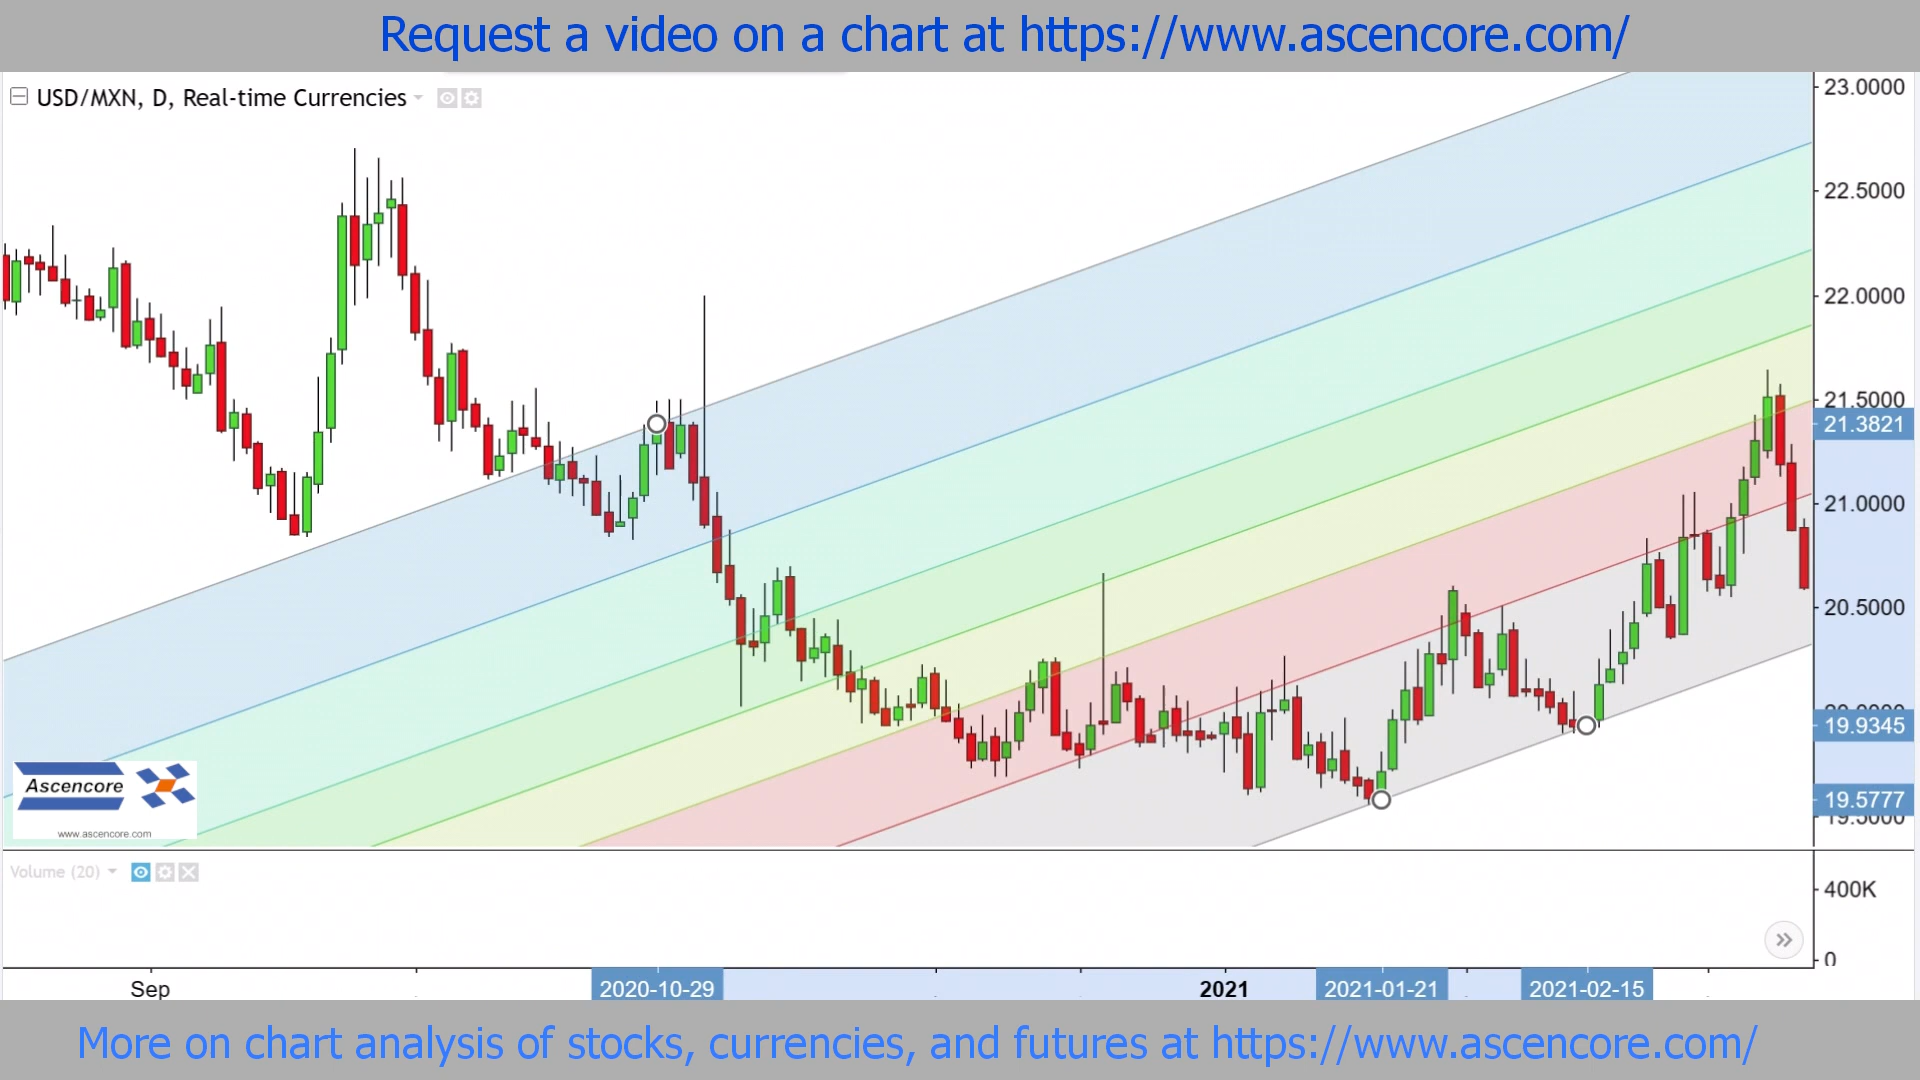 Request a video on a chart at https://www.ascencore.com/
USD/MXN, D, Real-time Currencies
23.0000
22.5000
22.0000
21.5000
21.3821
21.0000
20.5000
19.9345
19.5777
19.5000
Ascencore
www.ascencore.com
Volume (20)
400K
0
Sep
2020-10-29
2021
2021-01-21
2021-02-15
More on chart analysis of stocks, currencies, and futures at https://www.ascencore.com/